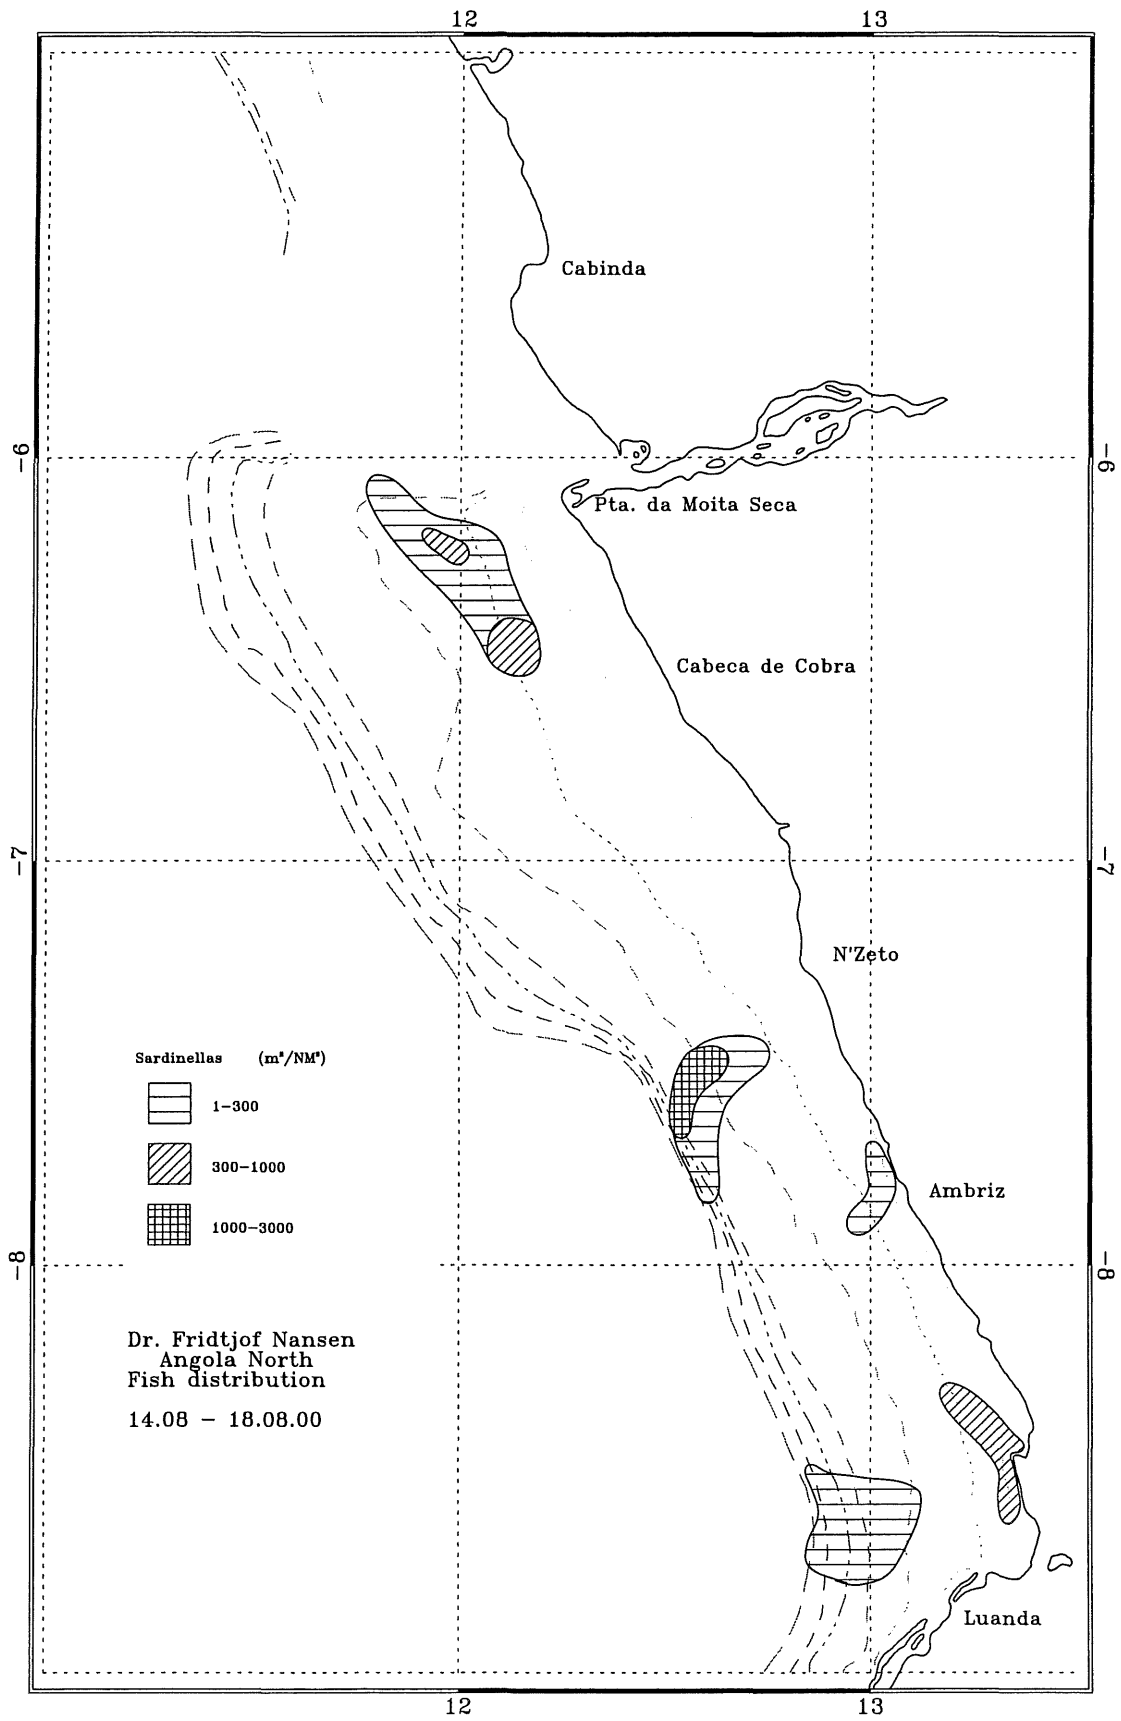 12 13
Cabinda
-6 -6
Pta. da Moita Seca
Cabeca de Cobra
-7 -7
N'Zeto
Sardinellas (m²/NM²)
1-300
300-1000
1000-3000
Ambriz
-8 -8
Dr. Fridtjof Nansen
Angola North
Fish distribution
14.08 - 18.08.00
Luanda
12 13